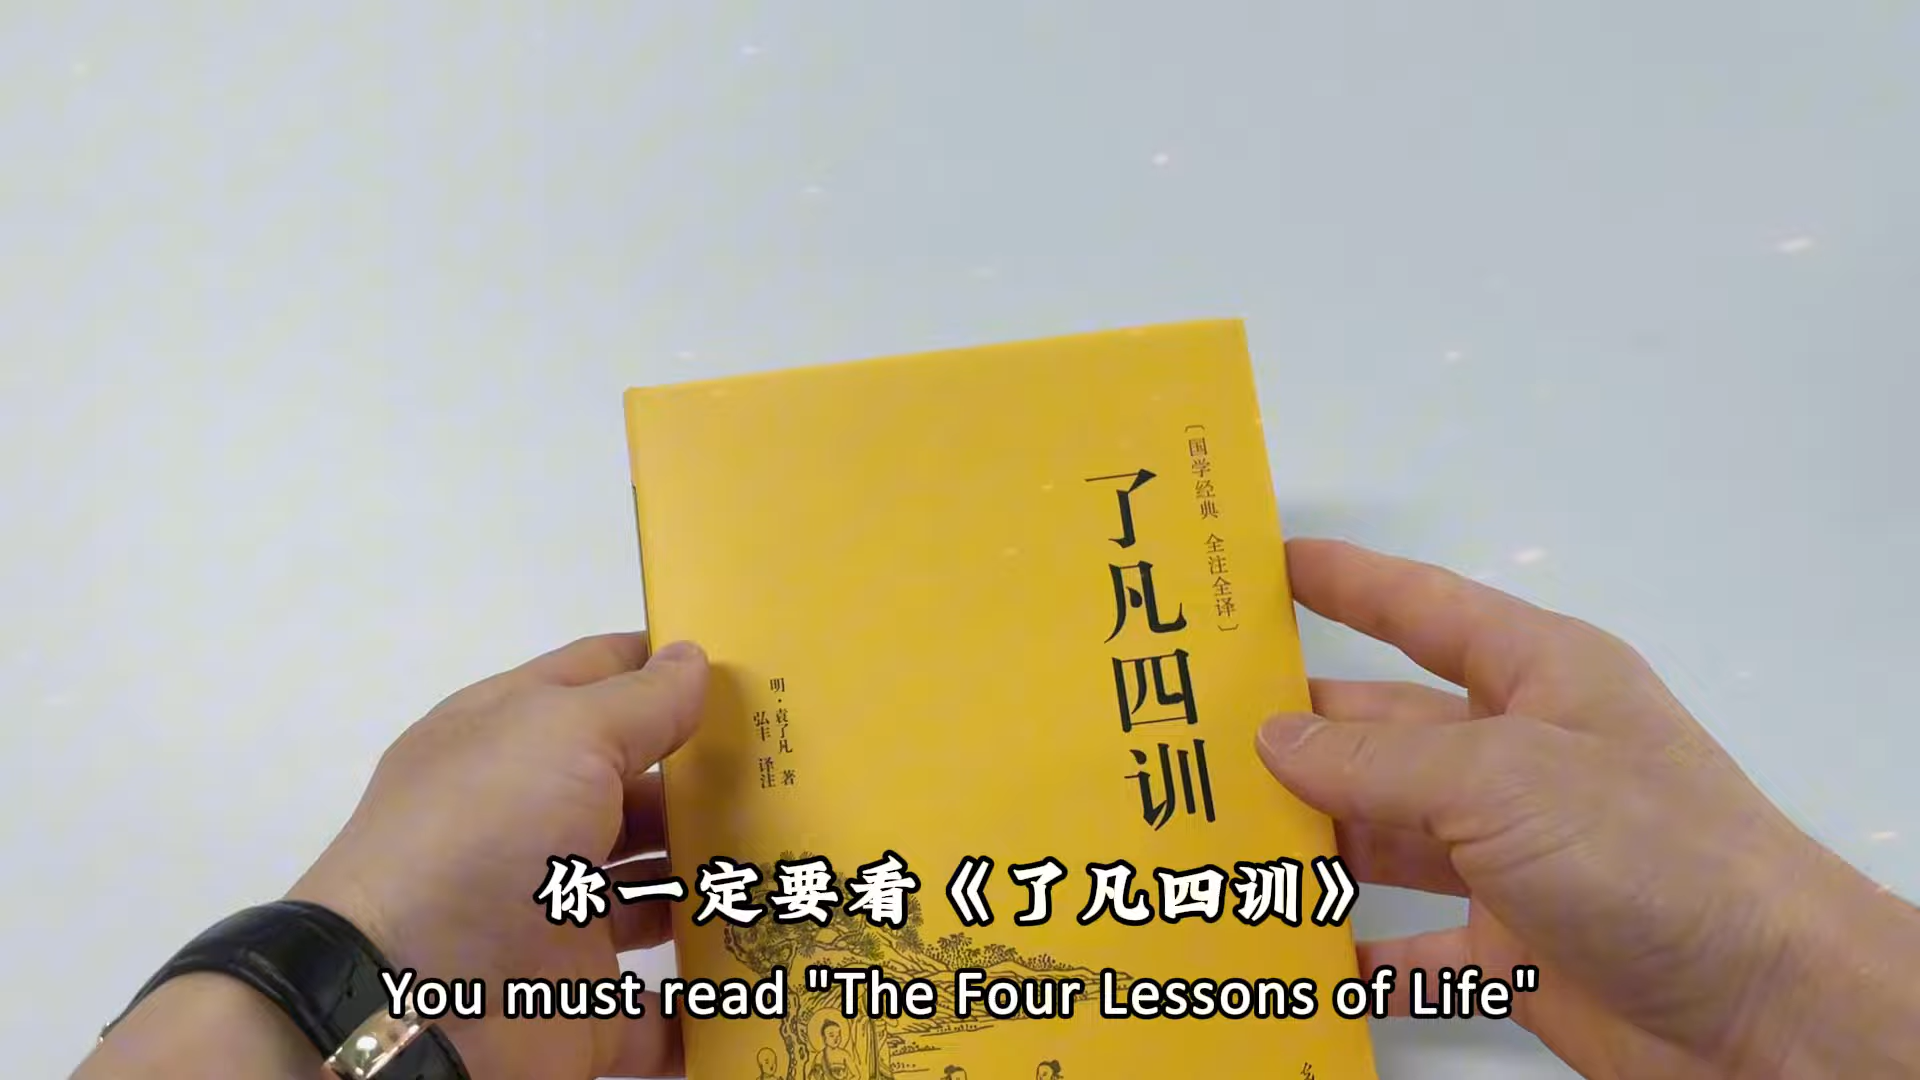 〔国学经典 全注全译〕
了凡四训
明·袁了凡 著
弘丰 译注
你一定要看《了凡四训》
You must read "The Four Lessons of Life"